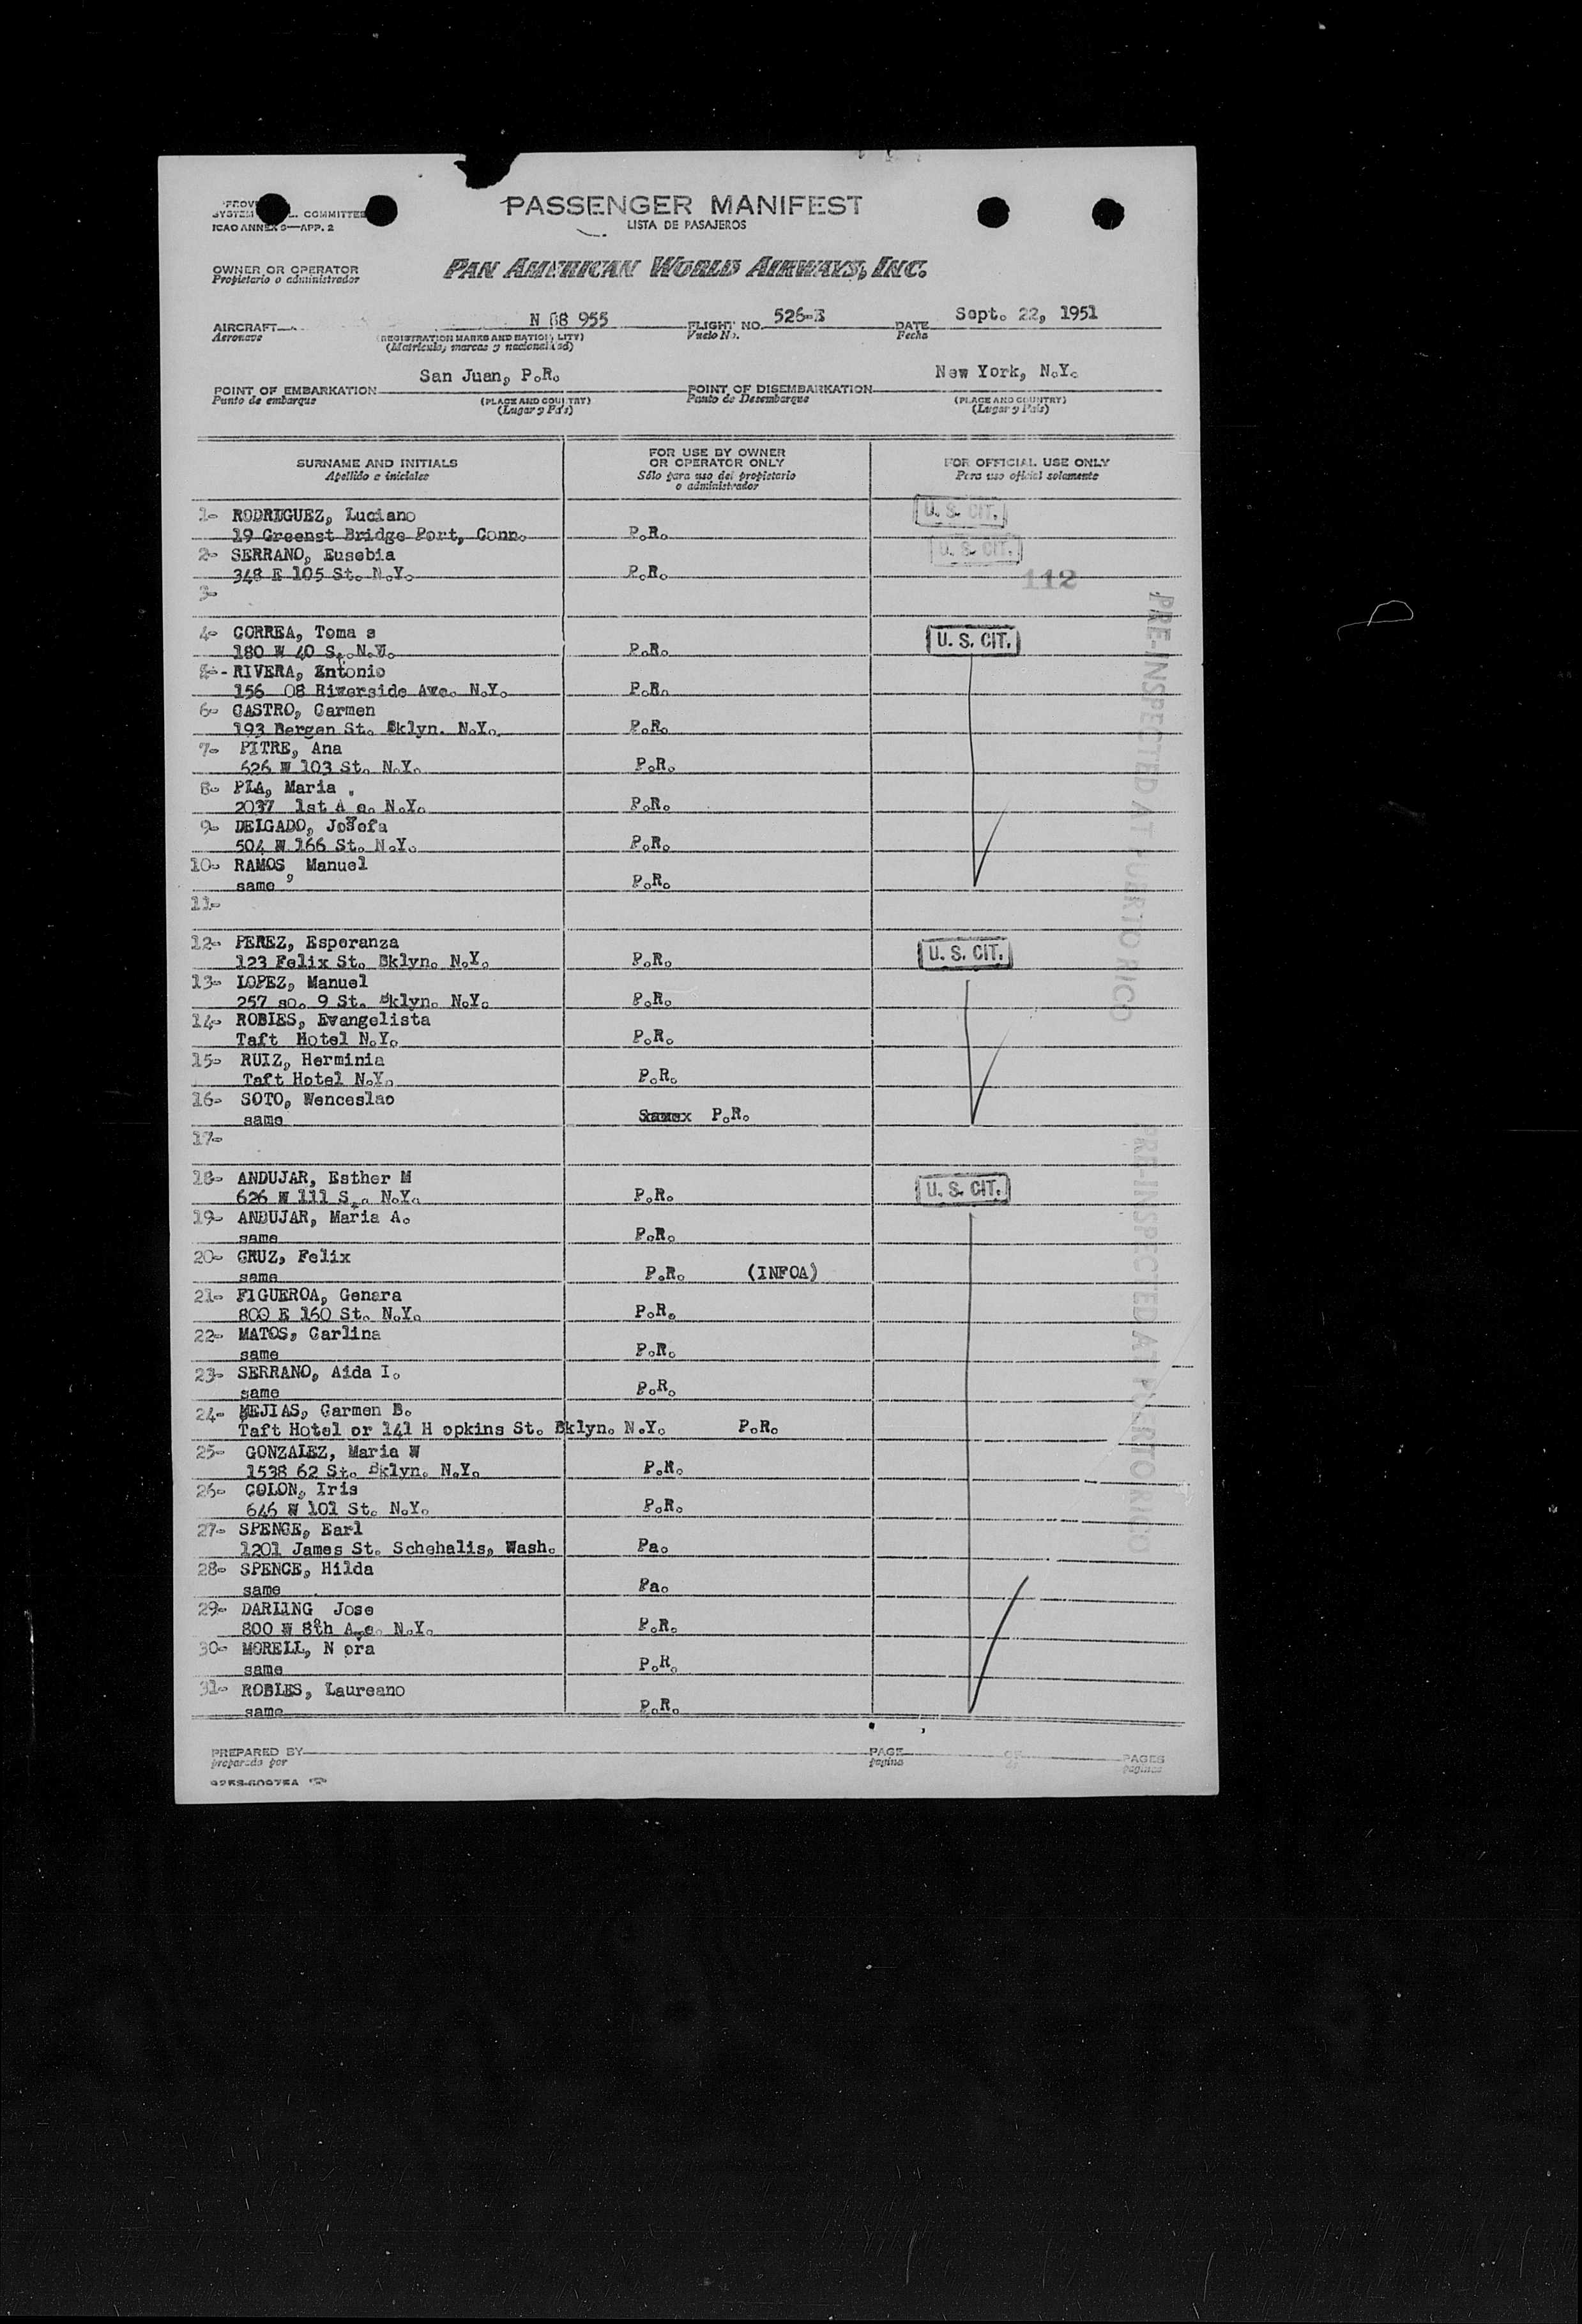 COMMITTEE
ICAO ANNEX 9—APP. 2
PASSENGER MANIFEST
LISTA DE PASAJEROS
OWNER OR OPERATOR
Propietario o administrador
PAN AMERICAN WORLD AIRWAYS, INC.
AIRCRAFT N 88 955 FLIGHT NO. 526-E DATE Sept. 22, 1951
Aeronave (REGISTRATION MARKS AND NATIONALITY) Vuelo No. Fecha
(Matricula, marcas y nacionalidad)
POINT OF EMBARKATION San Juan, P.R. POINT OF DISEMBARKATION New York, N.Y.
Punto de embarque (PLACE AND COUNTRY) Punto de Desembarque (PLACE AND COUNTRY)
(Lugar y País) (Lugar y País)
SURNAME AND INITIALS
Apellido e iniciales
FOR USE BY OWNER
OR OPERATOR ONLY
Sólo para uso del propietario
o administrador
FOR OFFICIAL USE ONLY
Para uso oficial solamente
1- RODRIGUEZ, Luciano U. S. CIT.
19 Greenst Bridge Port, Conn. P.R.
2- SERRANO, Eusebia U. S. CIT.
348 E 105 St. N.Y. P.R. 112
3-
4- CORREA, Toma s U. S. CIT.
180 W 40 St. N.Y. P.R.
5- RIVERA, Antonio
156 08 Riverside Ave. N.Y. P.R.
6- CASTRO, Carmen
193 Bergen St. Bklyn. N.Y. P.R.
7- PITRE, Ana
626 W 103 St. N.Y. P.R.
8- PLA, Maria
2037 1st Ave. N.Y. P.R.
9- DELGADO, Josefa
504 W 166 St. N.Y. P.R.
10- RAMOS, Manuel
same P.R.
11-
12- PEREZ, Esperanza U. S. CIT.
123 Felix St. Bklyn. N.Y. P.R.
13- LOPEZ, Manuel
257 so. 9 St. Bklyn. N.Y. P.R.
14- ROBLES, Evangelista
Taft Hotel N.Y. P.R.
15- RUIZ, Herminia
Taft Hotel N.Y. P.R.
16- SOTO, Wenceslao
same P.R.
17-
18- ANDUJAR, Esther M U. S. CIT.
626 W 111 St. N.Y. P.R.
19- ANDUJAR, Maria A.
same P.R.
20- CRUZ, Felix
same P.R. (INFOA)
21- FIGUEROA, Genara
800 E 160 St. N.Y. P.R.
22- MATOS, Carlina
same P.R.
23- SERRANO, Aida I.
same P.R.
24- MEJIAS, Carmen B.
Taft Hotel or 141 H opkins St. Bklyn. N.Y. P.R.
25- GONZALEZ, Maria W
1538 62 St. Bklyn. N.Y. P.R.
26- COLON, Iris
646 W 101 St. N.Y. P.R.
27- SPENCE, Earl
1201 James St. Schehalis, Wash. Pa.
28- SPENCE, Hilda
same Pa.
29- DARLING Jose
800 W 8th Ave. N.Y. P.R.
30- MORELL, N ora
same P.R.
31- ROBLES, Laureano
same P.R.
PRE-INSPECTED AT PUERTO RICO
PRE-INSPECTED AT PUERTO RICO
PREPARED BY PAGE OF PAGES
preparado por pagina de paginas